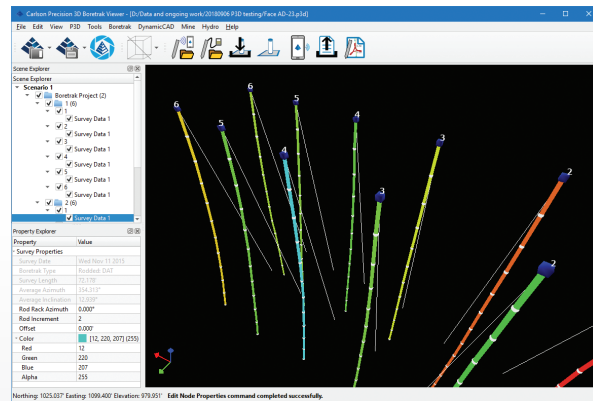 Carlson Precision 3D Boretrak Viewer - [D:/Data and ongoing work/20180906 P3D testing/Face AD-23.p3d]
File Edit View P3D Tools Boretrak DynamicCAD Mine Hydro Help
Scene Explorer
Scene Explorer
Scenario 1
Boretrak Project (2)
1 (6)
1
Survey Data 1
2
Survey Data 1
3
Survey Data 1
4
Survey Data 1
5
Survey Data 1
6
Survey Data 1
2 (6)
1
Survey Data 1
Property Explorer
Property Value
Survey Properties
Survey Date Wed Nov 11 2015
Boretrak Type Rodded: DAT
Survey Length 72.178'
Average Azimuth 354.213°
Average Inclination 12.939°
Rod Rack Azimuth 0.000°
Rod Increment 2
Offset 0.000'
Color [12, 220, 207] (255)
Red 12
Green 220
Blue 207
Alpha 255
6
6
5
5
4
4
3
3
2
2
Northing: 1025.037' Easting: 1099.400' Elevation: 979.951' Edit Node Properties command completed successfully.